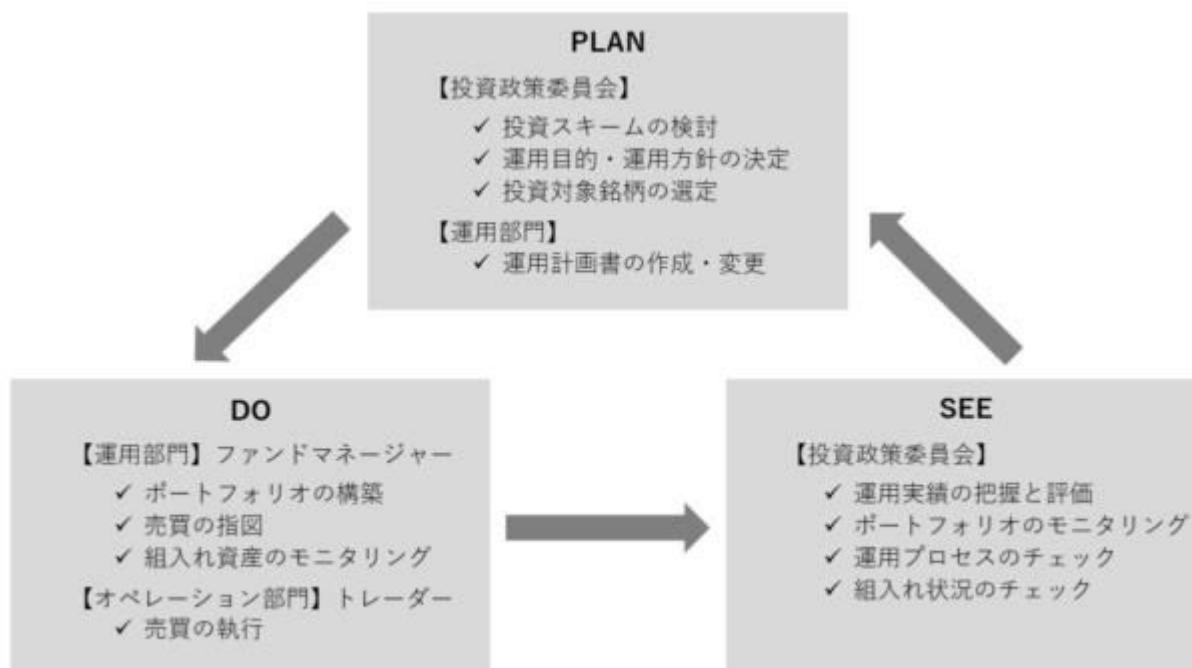 PLAN
【投資政策委員会】
✓ 投資スキームの検討
✓ 運用目的・運用方針の決定
✓ 投資対象銘柄の選定
【運用部門】
✓ 運用計画書の作成・変更
DO
【運用部門】ファンドマネージャー
✓ ポートフォリオの構築
✓ 売買の指図
✓ 組入れ資産のモニタリング
【オペレーション部門】トレーダー
✓ 売買の執行
SEE
【投資政策委員会】
✓ 運用実績の把握と評価
✓ ポートフォリオのモニタリング
✓ 運用プロセスのチェック
✓ 組入れ状況のチェック